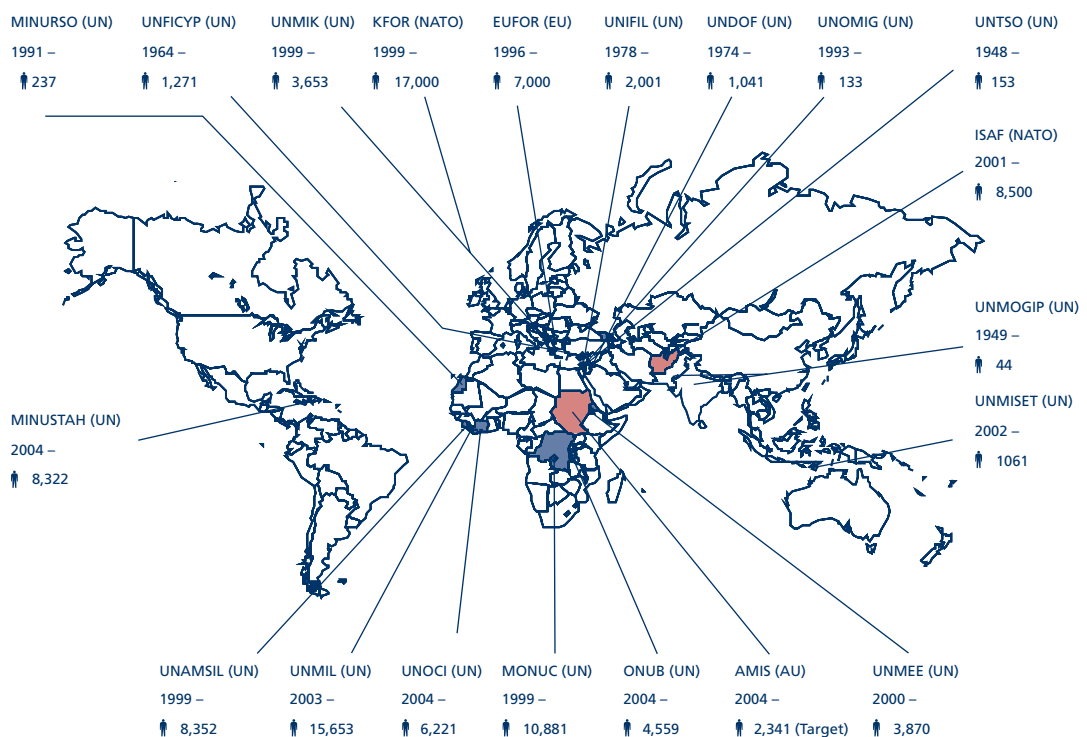 MINURSO (UN)
1991 –
237
UNFICYP (UN)
1964 –
1,271
UNMIK (UN)
1999 –
3,653
KFOR (NATO)
1999 –
17,000
EUFOR (EU)
1996 –
7,000
UNIFIL (UN)
1978 –
2,001
UNDOF (UN)
1974 –
1,041
UNOMIG (UN)
1993 –
133
UNTSO (UN)
1948 –
153
ISAF (NATO)
2001 –
8,500
UNMOGIP (UN)
1949 –
44
UNMISET (UN)
2002 –
1061
MINUSTAH (UN)
2004 –
8,322
UNAMSIL (UN)
1999 –
8,352
UNMIL (UN)
2003 –
15,653
UNOCI (UN)
2004 –
6,221
MONUC (UN)
1999 –
10,881
ONUB (UN)
2004 –
4,559
AMIS (AU)
2004 –
2,341 (Target)
UNMEE (UN)
2000 –
3,870